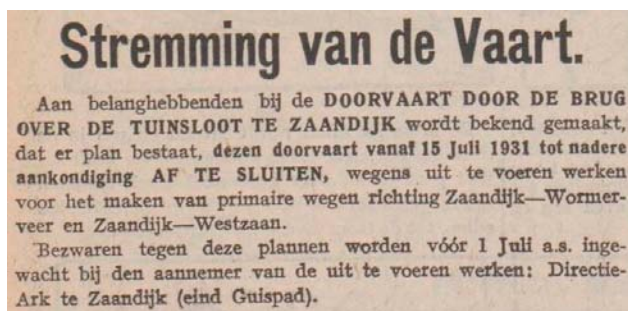 Stremming van de Vaart.
Aan belanghebbenden bij de DOORVAART DOOR DE BRUG
OVER DE TUINSLOOT TE ZAANDIJK wordt bekend gemaakt,
dat er plan bestaat, dezen doorvaart vanaf 15 Juli 1931 tot nadere
aankondiging AF TE SLUITEN, wegens uit te voeren werken
voor het maken van primaire wegen richting Zaandijk—Wormer-
veer en Zaandijk—Westzaan.
Bezwaren tegen deze plannen worden vóór 1 Juli a.s. inge-
wacht bij den aannemer van de uit te voeren werken: Directie-
Ark te Zaandijk (eind Guispad).